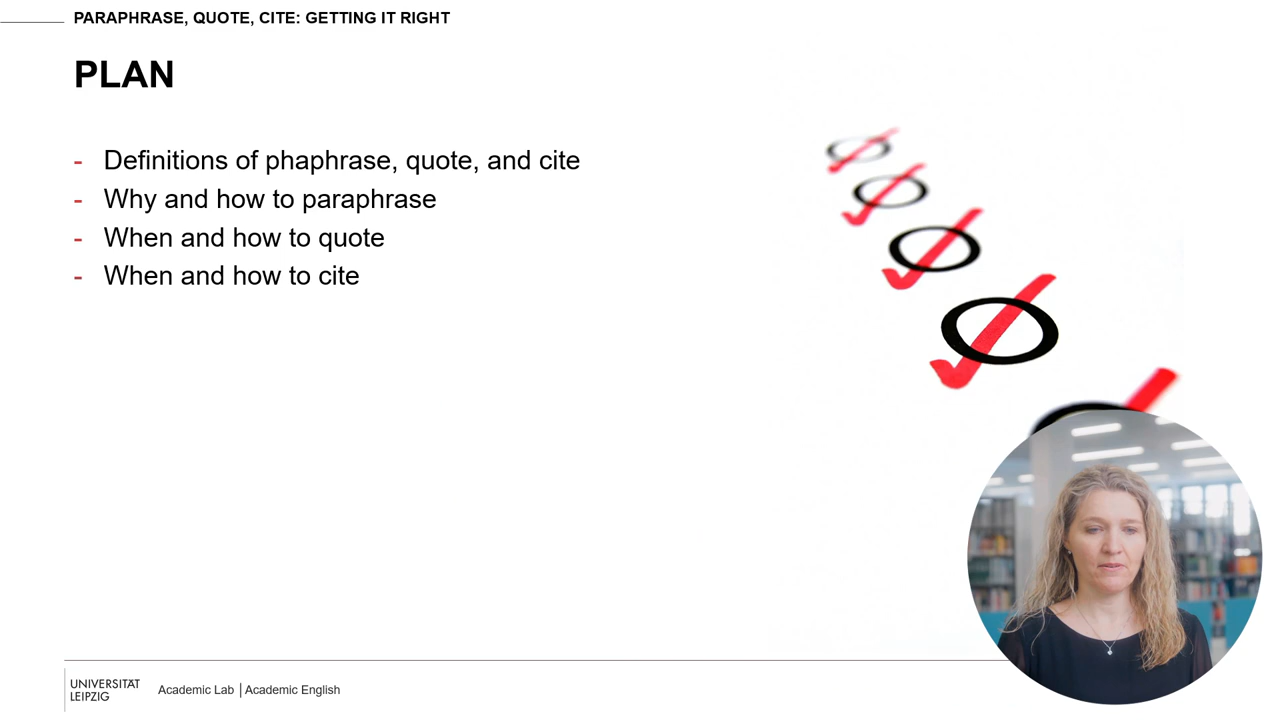 PARAPHRASE, QUOTE, CITE: GETTING IT RIGHT
PLAN
- Definitions of phaphrase, quote, and cite
- Why and how to paraphrase
- When and how to quote
- When and how to cite
UNIVERSITÄT
LEIPZIG
Academic Lab | Academic English